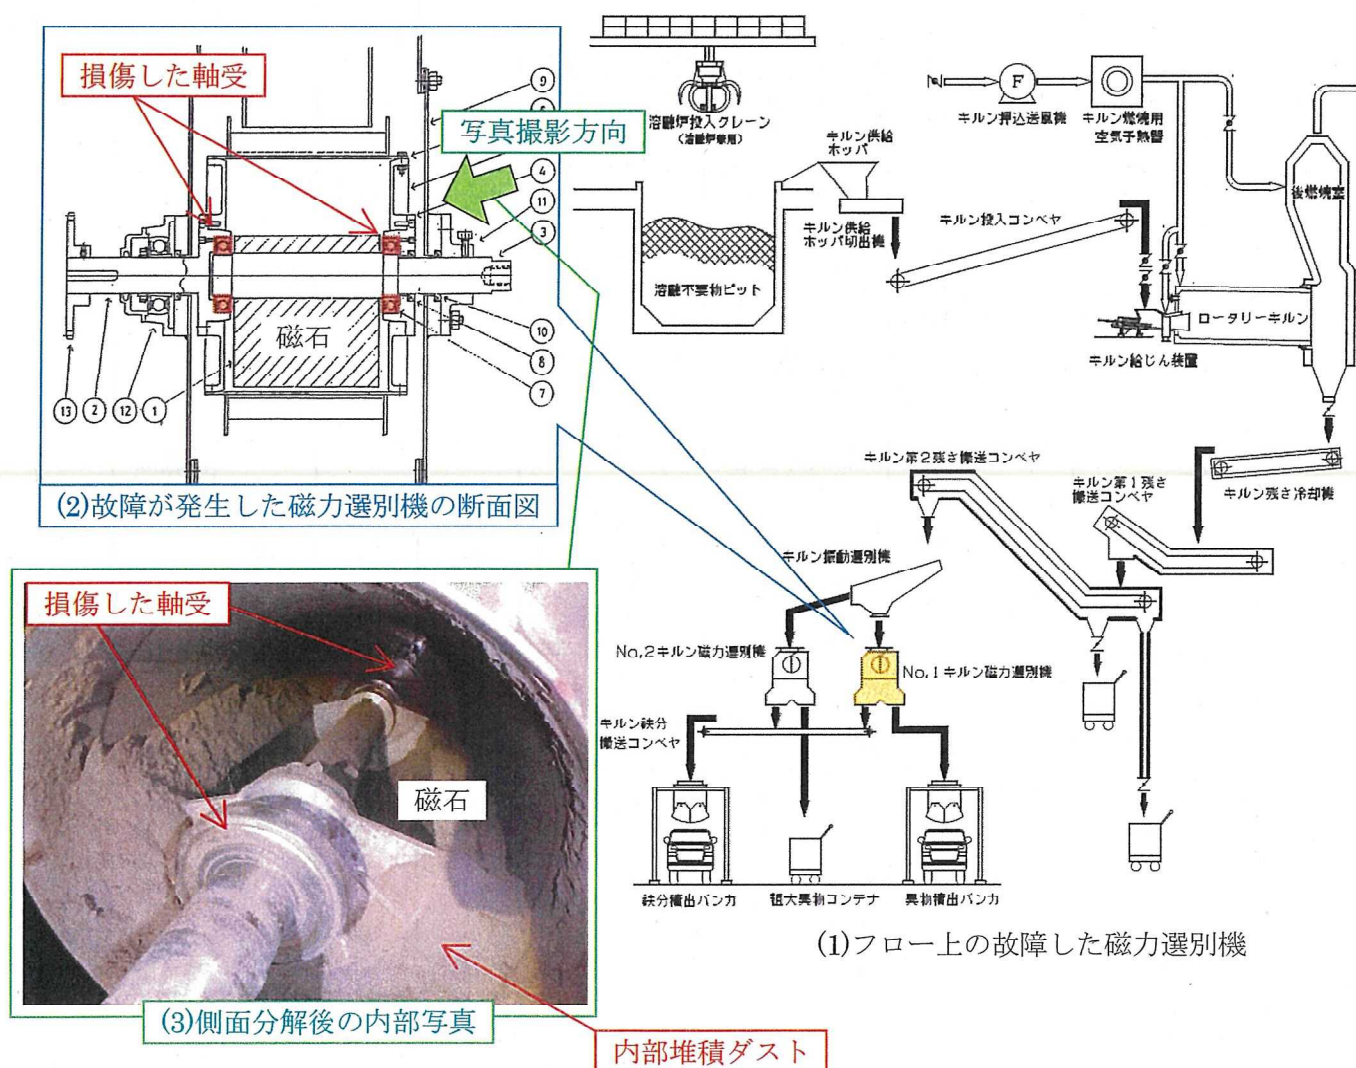 損傷した軸受
写真撮影方向
9
4
11
3
磁石
10
8
7
13
2
12
1
(2)故障が発生した磁力選別機の断面図
溶融炉投入クレーン
(溶融炉兼用)
キルン供給
ホッパ
キルン供給
ホッパ切出機
溶融不要物ピット
キルン投入コンベヤ
F
キルン押込送風機
キルン燃焼用
空気予熱器
後燃焼室
ロータリーキルン
キルン給じん装置
キルン残さ冷却機
キルン第1残さ
搬送コンベヤ
キルン第2残さ搬送コンベヤ
キルン振動選別機
No.2キルン磁力選別機
No.1キルン磁力選別機
キルン鉄分
搬送コンベヤ
鉄分積出バンカ
粗大異物コンテナ
異物積出バンカ
(1)フロー上の故障した磁力選別機
損傷した軸受
磁石
(3)側面分解後の内部写真
内部堆積ダスト